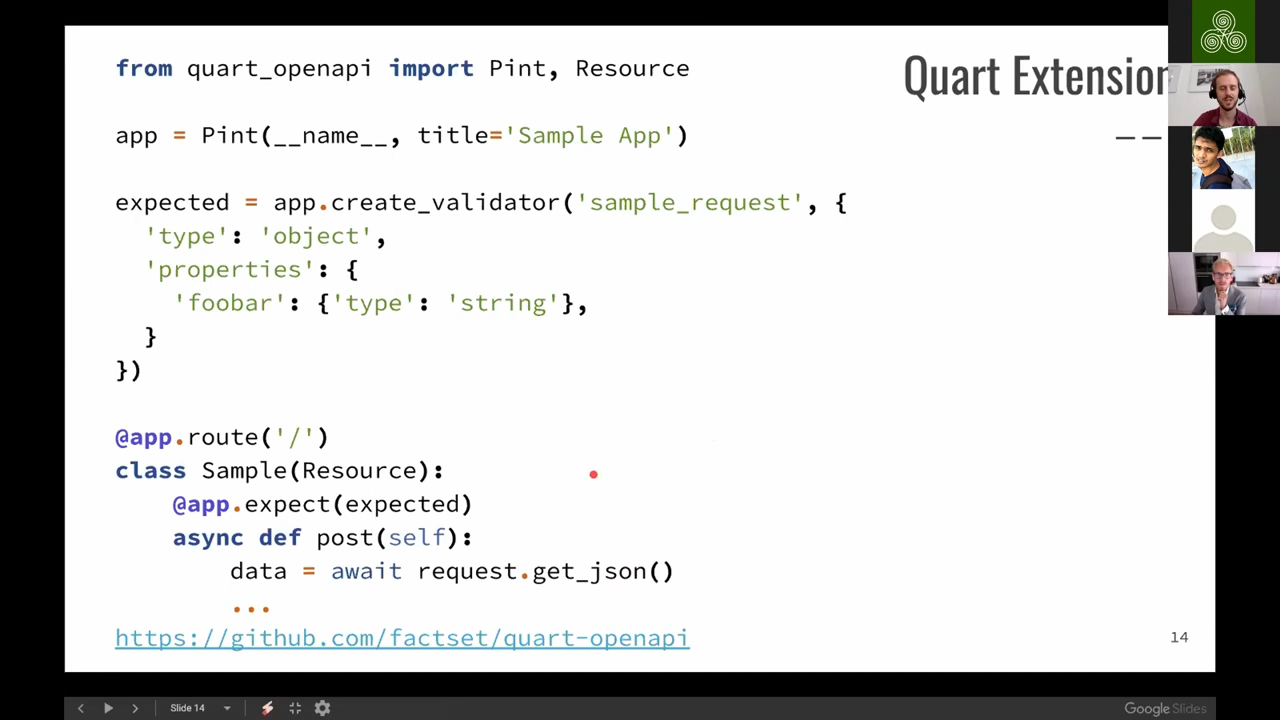 from quart_openapi import Pint, Resource
Quart Extension
app = Pint(__name__, title='Sample App')
expected = app.create_validator('sample_request', {
  'type': 'object',
  'properties': {
    'foobar': {'type': 'string'},
  }
})
@app.route('/')
class Sample(Resource):
    @app.expect(expected)
    async def post(self):
        data = await request.get_json()
        ...
https://github.com/factset/quart-openapi
14
Slide 14
Google Slides